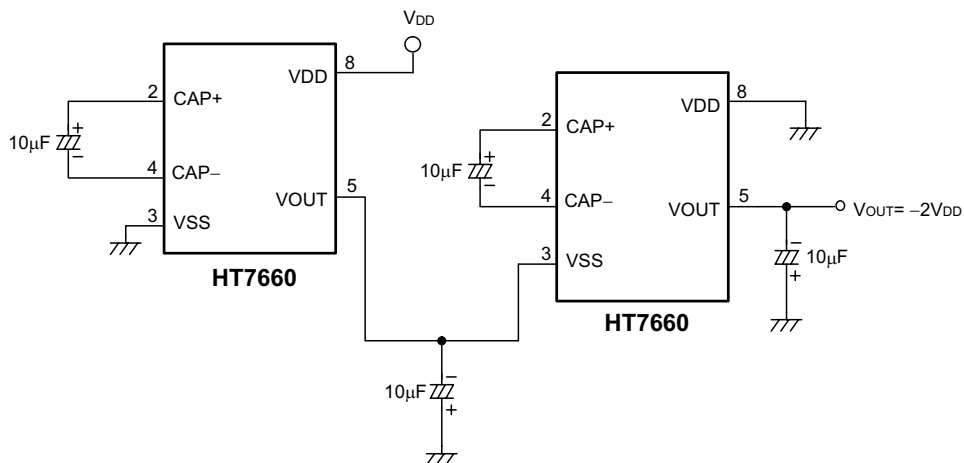 VDD
8
VDD
2
CAP+
+
10µF
−
4
CAP−
5
VOUT
3
VSS
HT7660
8
VDD
2
CAP+
+
10µF
−
4
CAP−
5
VOUT
VOUT= −2VDD
3
VSS
−
10µF
+
HT7660
−
10µF
+